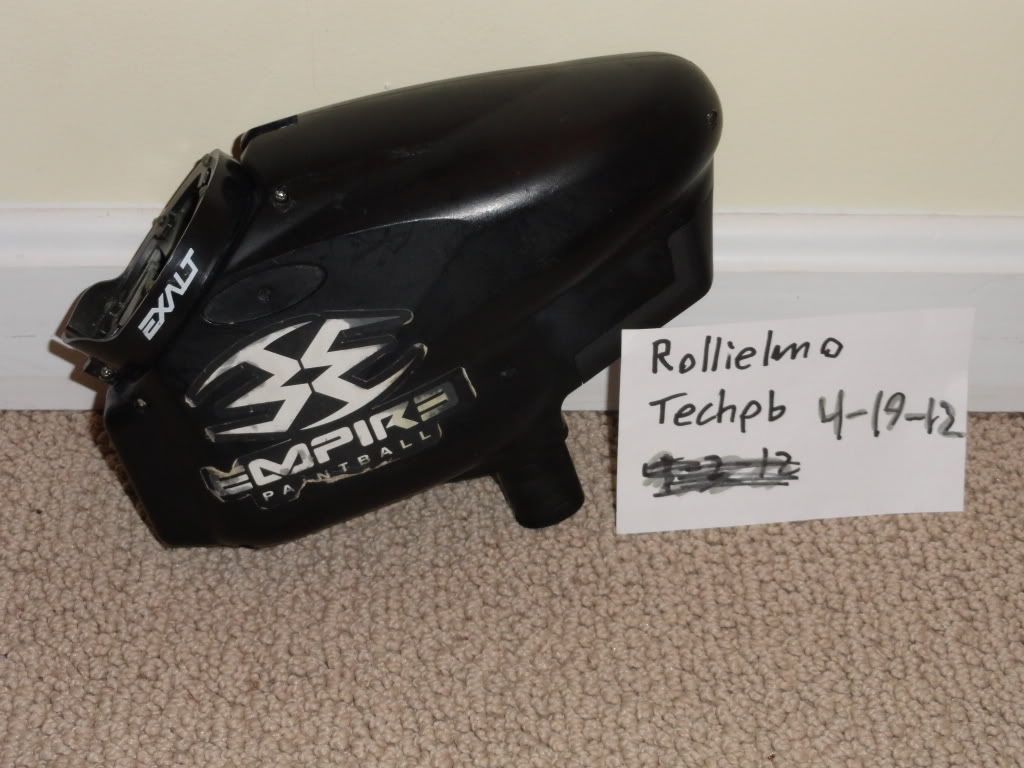 EXALT
EMPIRE
PAINTBALL
Rollielmo
Techpb 4-19-12